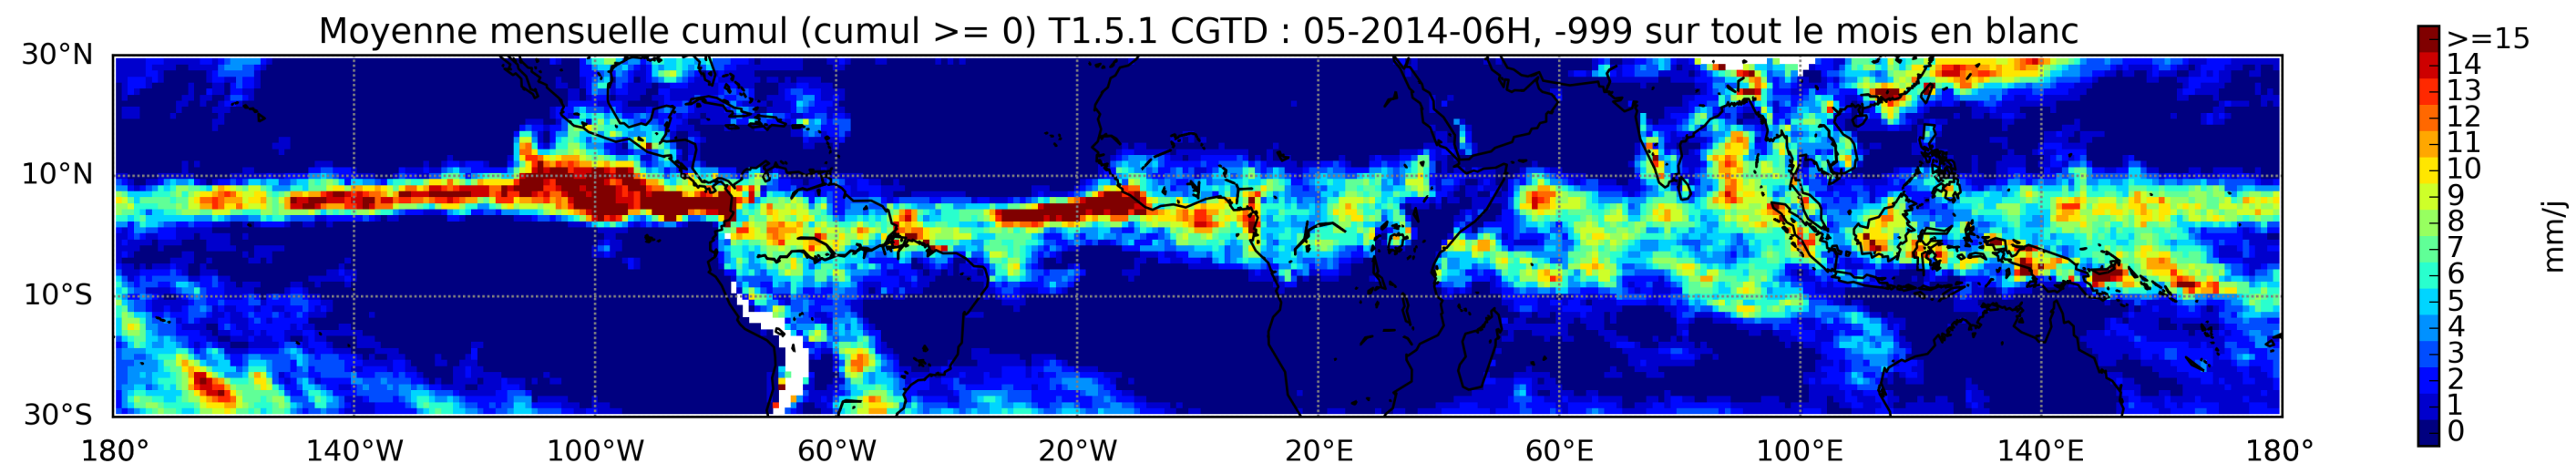 Moyenne mensuelle cumul (cumul >= 0) T1.5.1 CGTD : 05-2014-06H, -999 sur tout le mois en blanc
30°N
10°N
10°S
30°S
180° 140°W 100°W 60°W 20°W 20°E 60°E 100°E 140°E 180°
>=15
14
13
12
11
10
9
8
7
6
5
4
3
2
1
0
mm/j